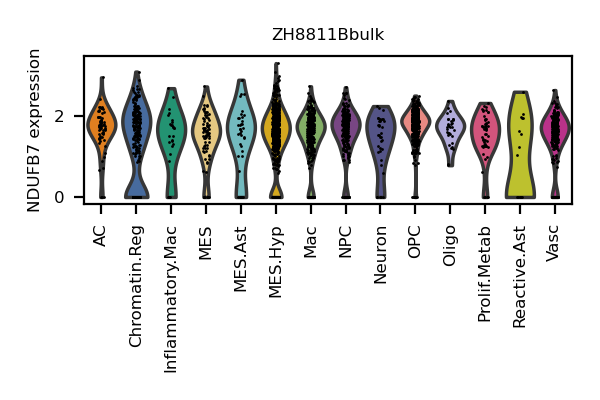 ZH8811Bbulk
NDUFB7 expression
2
0
AC
Chromatin.Reg
Inflammatory.Mac
MES
MES.Ast
MES.Hyp
Mac
NPC
Neuron
OPC
Oligo
Prolif.Metab
Reactive.Ast
Vasc